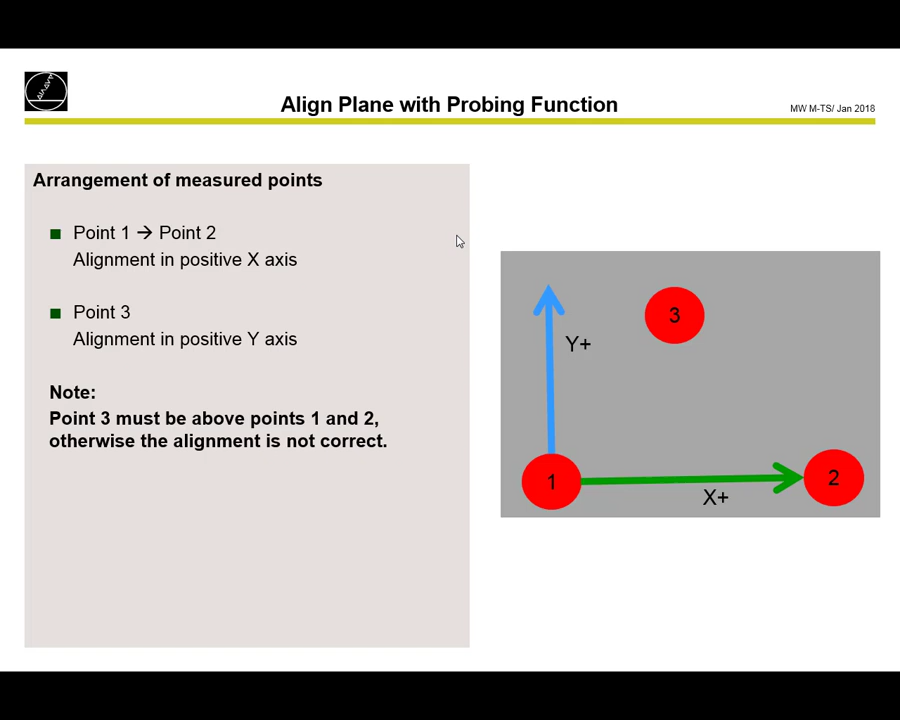 Align Plane with Probing Function
MW M-TS/ Jan 2018
Arrangement of measured points
Point 1 → Point 2
Alignment in positive X axis
Point 3
Alignment in positive Y axis
Note:
Point 3 must be above points 1 and 2,
otherwise the alignment is not correct.
3
Y+
1
2
X+